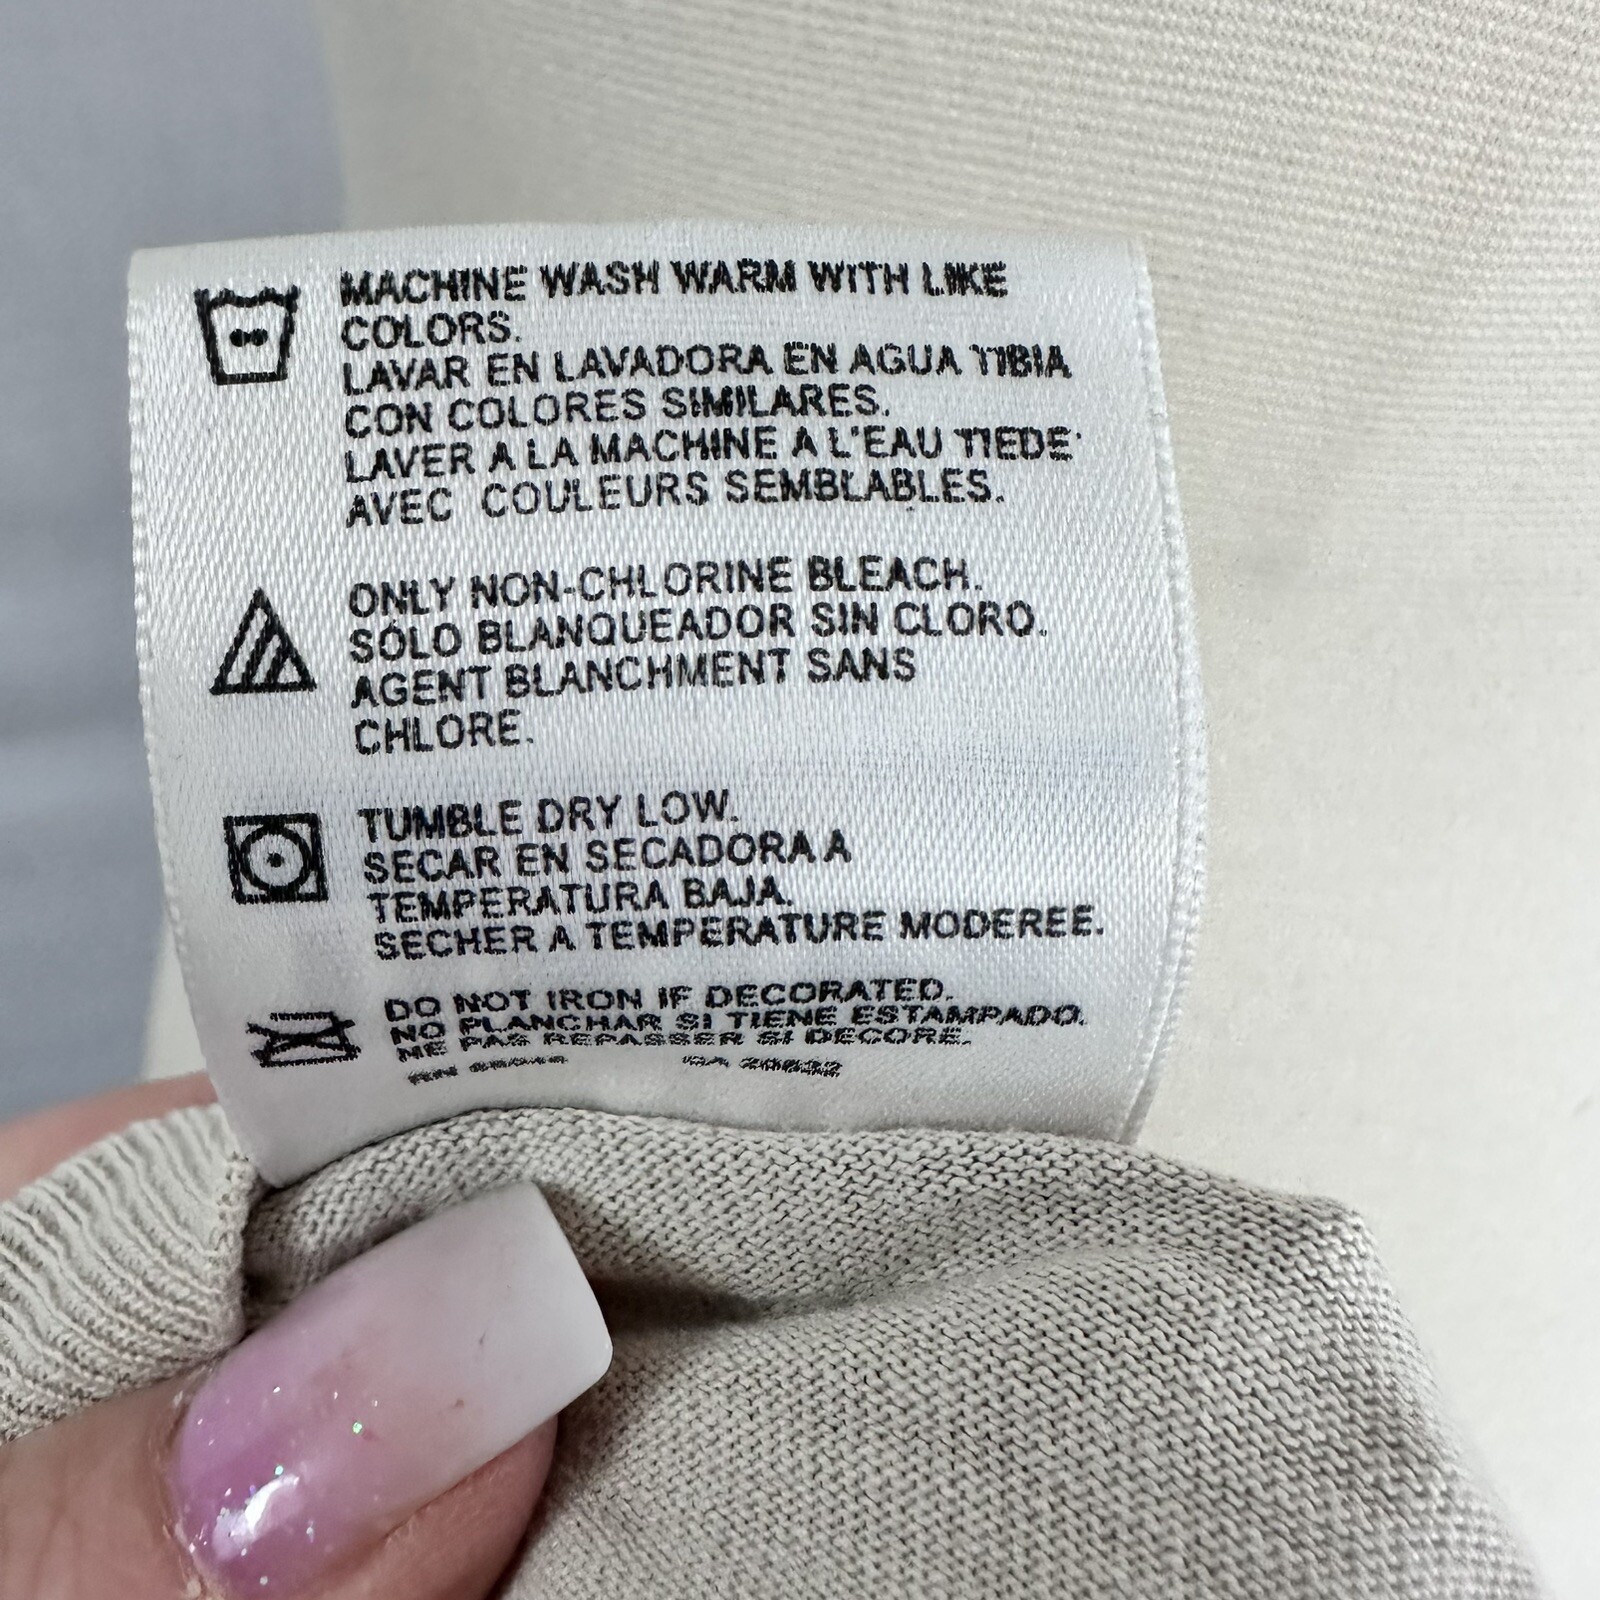 MACHINE WASH WARM WITH LIKE
COLORS.
LAVAR EN LAVADORA EN AGUA TIBIA
CON COLORES SIMILARES.
LAVER A LA MACHINE A L'EAU TIEDE
AVEC COULEURS SEMBLABLES.
ONLY NON-CHLORINE BLEACH.
SÓLO BLANQUEADOR SIN CLORO.
AGENT BLANCHMENT SANS
CHLORE.
TUMBLE DRY LOW.
SECAR EN SECADORA A
TEMPERATURA BAJA.
SECHER A TEMPERATURE MODEREE.
DO NOT IRON IF DECORATED.
NO PLANCHAR SI TIENE ESTAMPADO.
NE PAS REPASSER SI DECORE.
RN CA